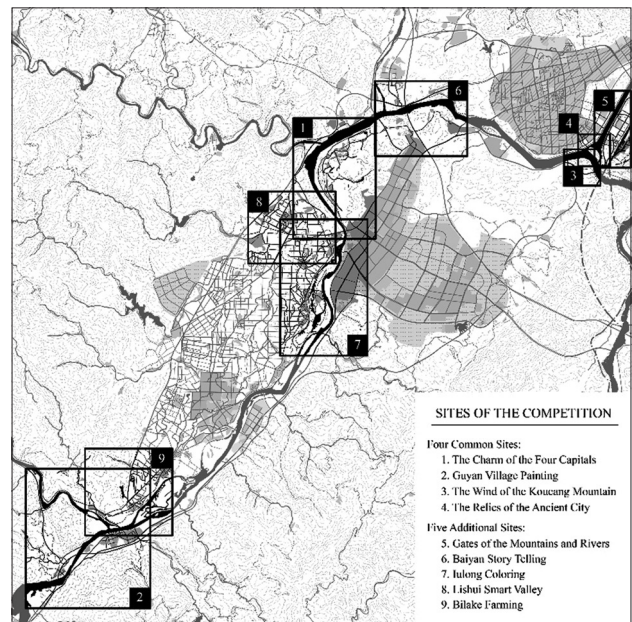 6
5
1
4
3
8
7
9
2
SITES OF THE COMPETITION
Four Common Sites:
1. The Charm of the Four Capitals
2. Guyan Village Painting
3. The Wind of the Koucang Mountain
4. The Relics of the Ancient City
Five Additional Sites:
5. Gates of the Mountains and Rivers
6. Baiyan Story Telling
7. Iulong Coloring
8. Lishui Smart Valley
9. Bilake Farming